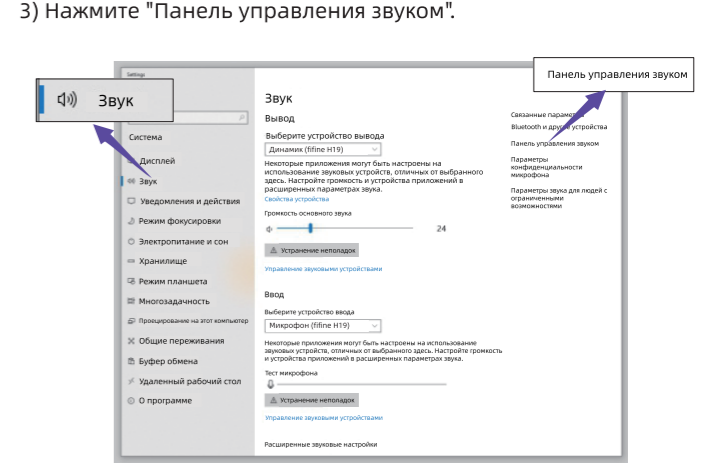 3) Нажмите "Панель управления звуком".
Панель управления звуком
Settings
Звук
Система
Дисплей
Звук
Уведомления и действия
Режим фокусировки
Электропитание и сон
Хранилище
Режим планшета
Многозадачность
Проецирование на этот компьютер
Общие переживания
Буфер обмена
Удаленный рабочий стол
О программе
Звук
Вывод
Выберите устройство вывода
Динамик (fifine H19)
Некоторые приложения могут быть настроены на
использование звуковых устройств, отличных от выбранного
здесь. Настройте громкость и устройства приложений в
расширенных параметрах звука.
Свойства устройства
Громкость основного звука
24
Устранение неполадок
Управление звуковыми устройствами
Ввод
Выберите устройство ввода
Микрофон (fifine H19)
Некоторые приложения могут быть настроены на использование
звуковых устройств, отличных от выбранного здесь. Настройте громкость
и устройства приложений в расширенных параметрах звука.
Тест микрофона
Устранение неполадок
Управление звуковыми устройствами
Расширенные звуковые настройки
Связанные параметры
Bluetooth и другие устройства
Панель управления звуком
Параметры
конфиденциальности
микрофона
Параметры звука для людей с
ограниченными
возможностями